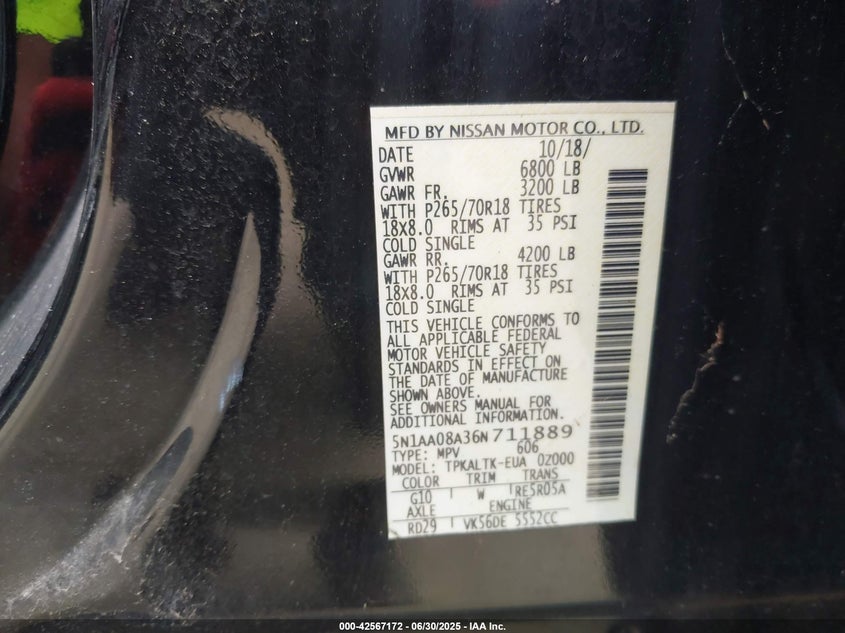 MFD BY NISSAN MOTOR CO., LTD.
DATE 10/18/
GVWR 6800 LB
GAWR FR. 3200 LB
WITH P265/70R18 TIRES
18X8.0 RIMS AT 35 PSI
COLD SINGLE
GAWR RR. 4200 LB
WITH P265/70R18 TIRES
18X8.0 RIMS AT 35 PSI
COLD SINGLE
THIS VEHICLE CONFORMS TO
ALL APPLICABLE FEDERAL
MOTOR VEHICLE SAFETY
STANDARDS IN EFFECT ON
THE DATE OF MANUFACTURE
SHOWN ABOVE.
SEE OWNERS MANUAL FOR
ADDITIONAL INFORMATION.
5N1AA08A36N711889
TYPE: MPV 606
MODEL: TPKALTK-EUA 0Z000
COLOR TRIM TRANS
G10 W RE5R05A
AXLE ENGINE
RD29 VK56DE 5552CC
000-42567172 - 06/30/2025 - IAA Inc.